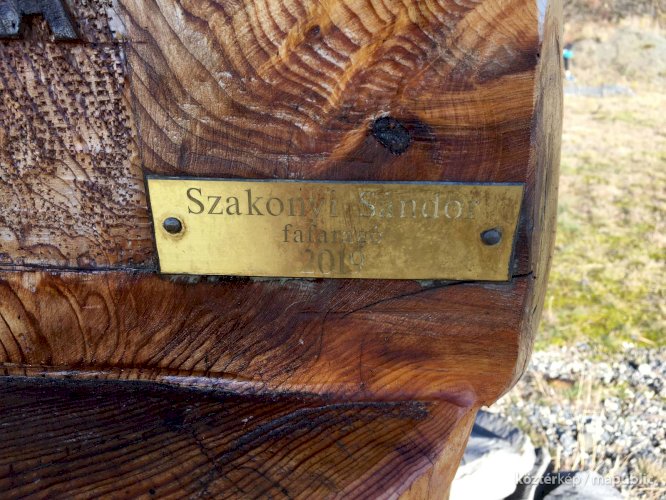 Szakonyi Sándor
fafaragó
2019
köztérkép / mapublic